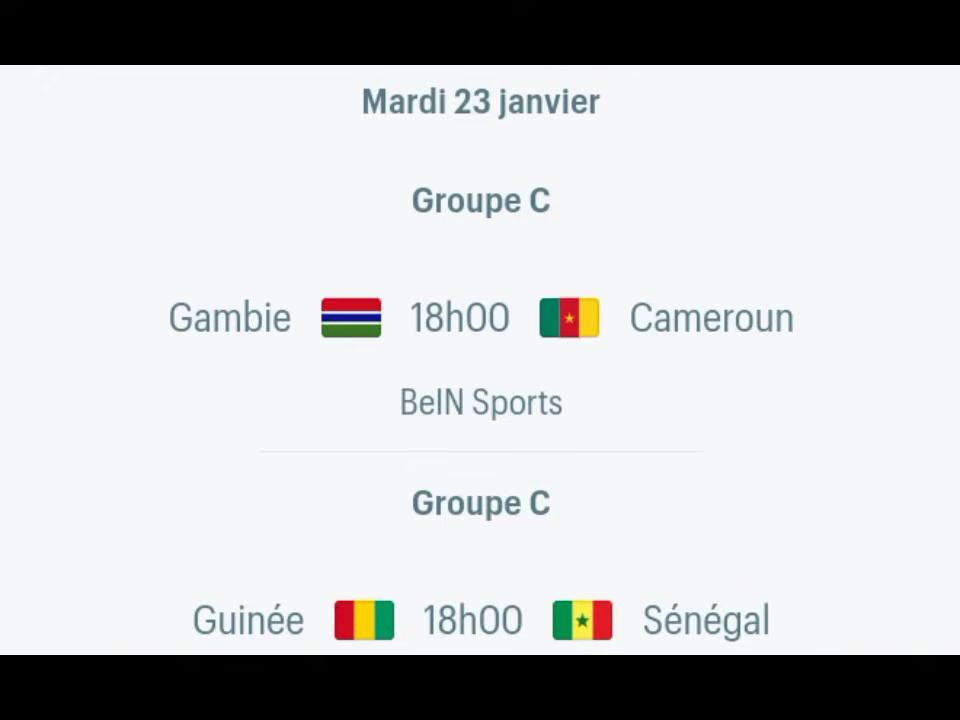 Mardi 23 janvier
Groupe C
Gambie 18h00 Cameroun
BeIN Sports
Groupe C
Guinée 18h00 Sénégal